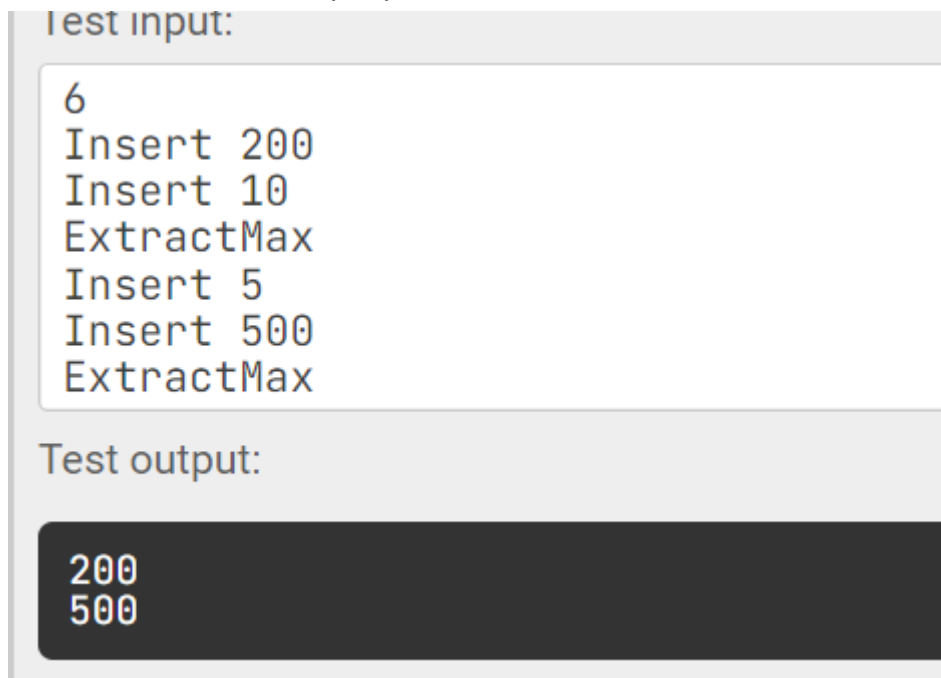 Test input:
6
Insert 200
Insert 10
ExtractMax
Insert 5
Insert 500
ExtractMax
Test output:
200
500